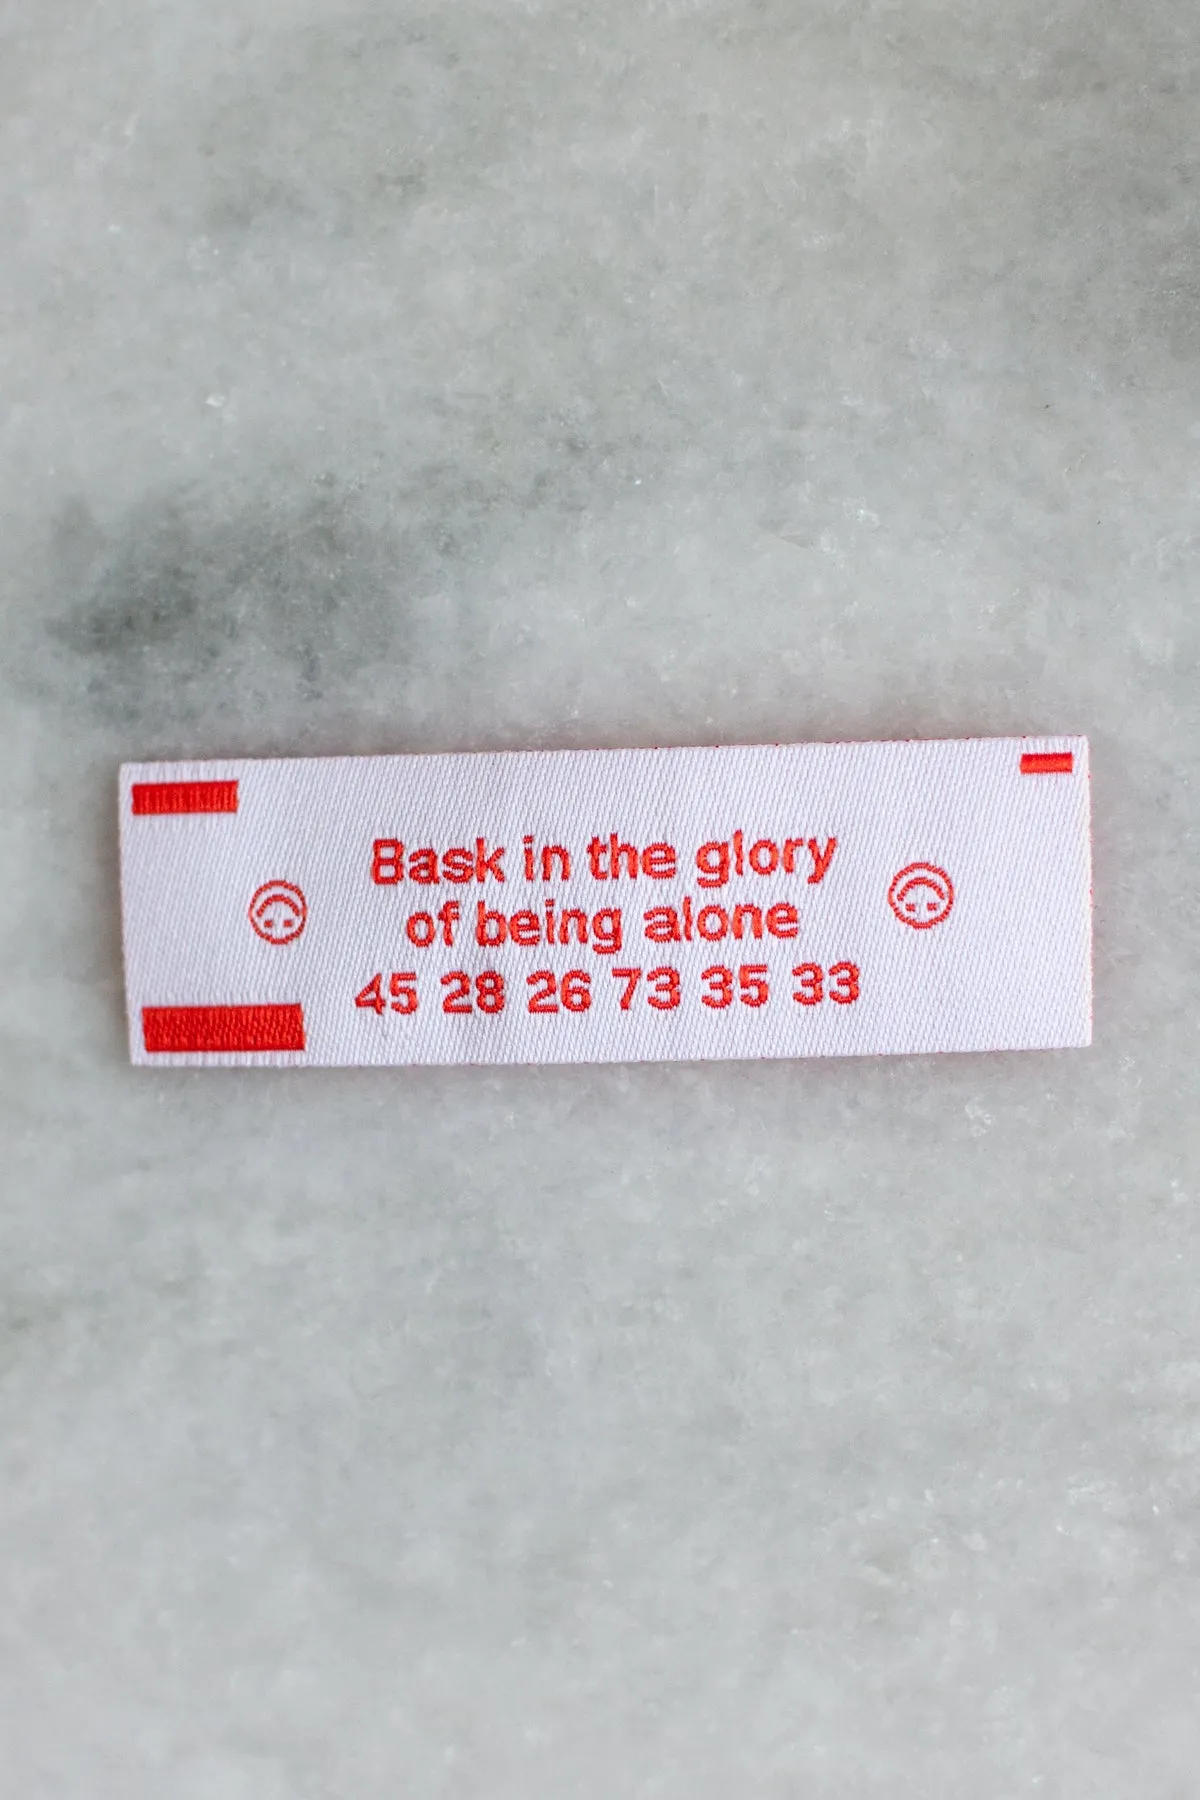 Bask in the glory
of being alone
45 28 26 73 35 33